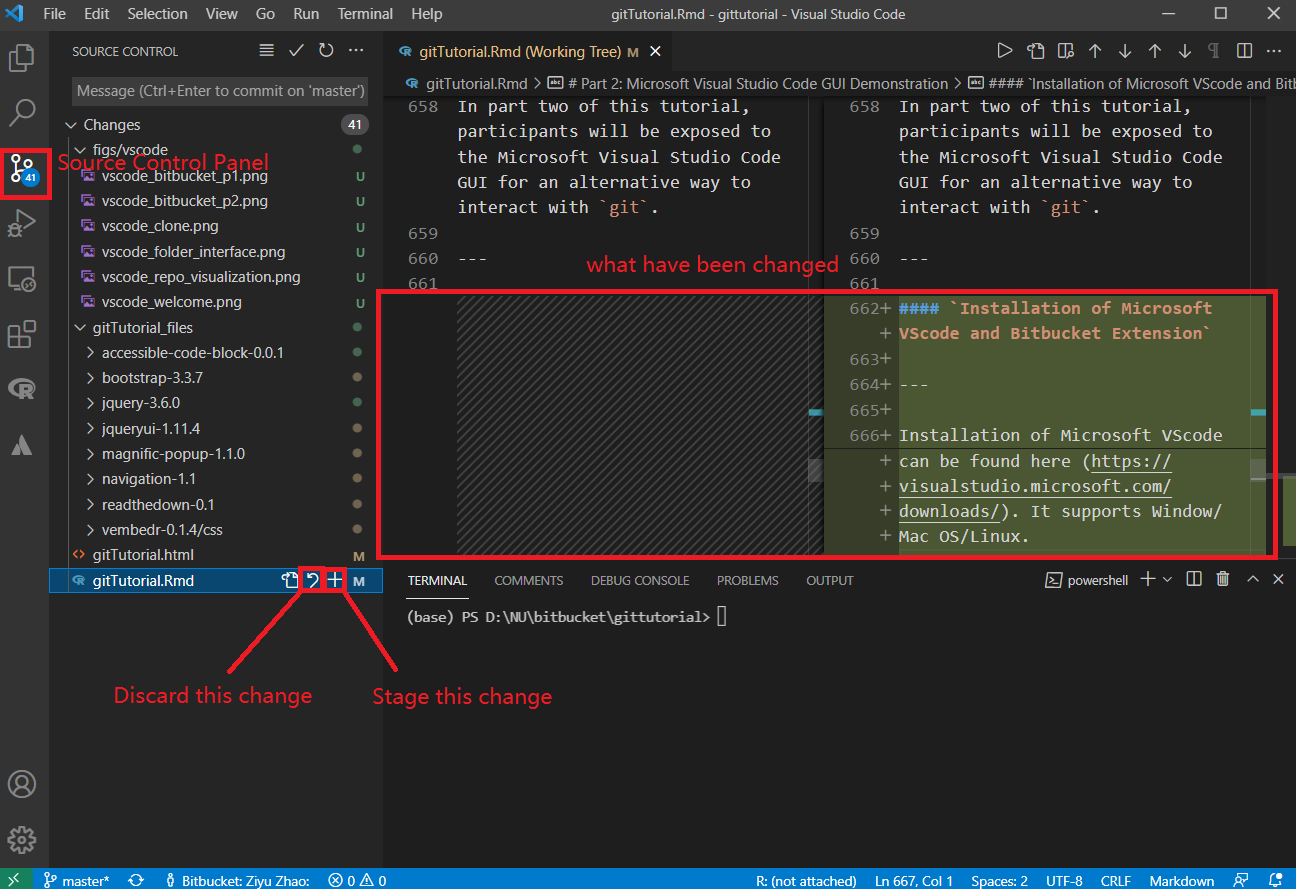 File Edit Selection View Go Run Terminal Help
gitTutorial.Rmd - gittutorial - Visual Studio Code
SOURCE CONTROL
Message (Ctrl+Enter to commit on 'master')
Changes 41
figs/vscode
41
Source Control Panel
vscode_bitbucket_p1.png U
vscode_bitbucket_p2.png U
vscode_clone.png U
vscode_folder_interface.png U
vscode_repo_visualization.png U
vscode_welcome.png U
gitTutorial_files
accessible-code-block-0.0.1
bootstrap-3.3.7
jquery-3.6.0
jqueryui-1.11.4
magnific-popup-1.1.0
navigation-1.1
readthedown-0.1
vembedr-0.1.4/css
gitTutorial.html M
gitTutorial.Rmd M
Discard this change
Stage this change
gitTutorial.Rmd (Working Tree) M
gitTutorial.Rmd > # Part 2: Microsoft Visual Studio Code GUI Demonstration > #### `Installation of Microsoft VScode and Bit
658 In part two of this tutorial,
participants will be exposed to
the Microsoft Visual Studio Code
GUI for an alternative way to
interact with `git`.
659
660 ---
661
658 In part two of this tutorial,
participants will be exposed to
the Microsoft Visual Studio Code
GUI for an alternative way to
interact with `git`.
659
660 ---
661
what have been changed
662+ #### `Installation of Microsoft
+ VScode and Bitbucket Extension`
663+
664+ ---
665+
666+ Installation of Microsoft VScode
+ can be found here (https://
+ visualstudio.microsoft.com/
+ downloads/). It supports Window/
+ Mac OS/Linux.
TERMINAL COMMENTS DEBUG CONSOLE PROBLEMS OUTPUT
powershell
(base) PS D:\NU\bitbucket\gittutorial>
master* Bitbucket: Ziyu Zhao: 0 0
R: (not attached) Ln 667, Col 1 Spaces: 2 UTF-8 CRLF Markdown